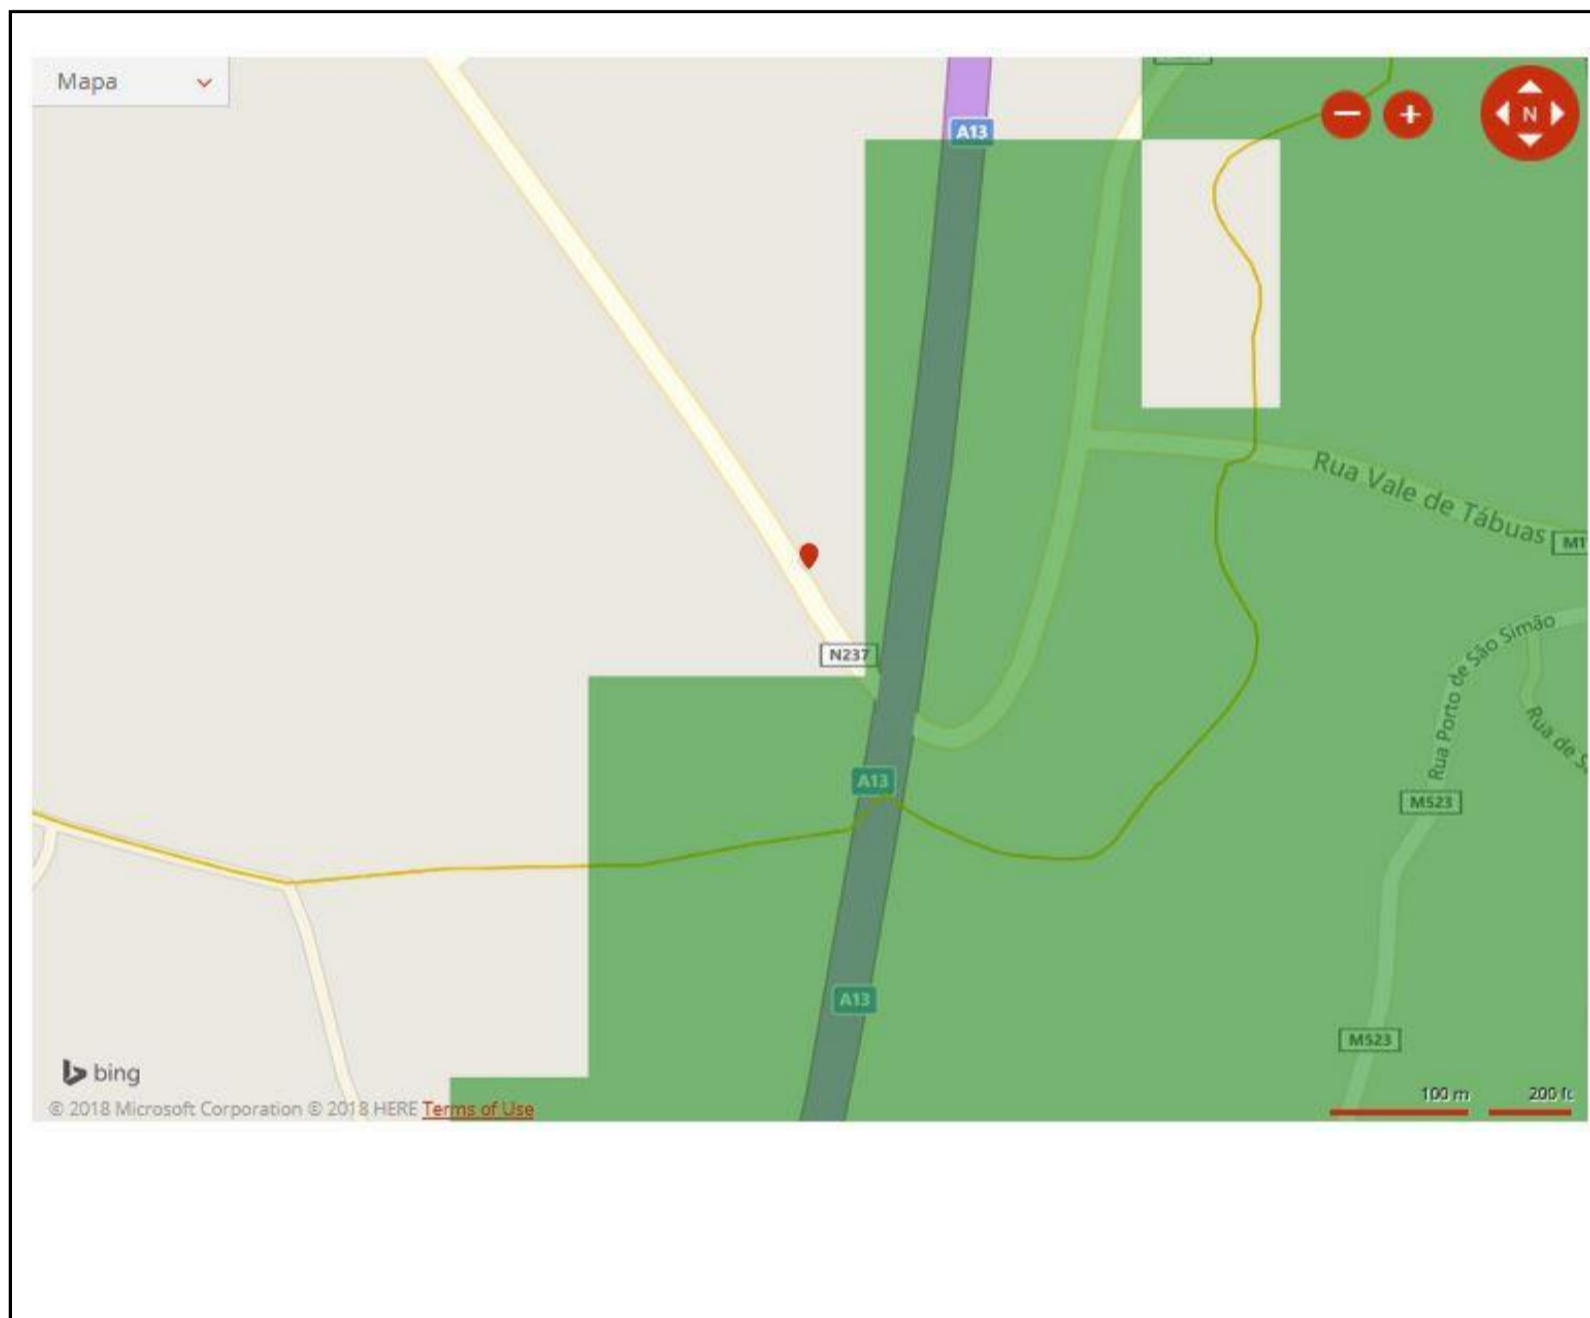 Mapa
A13
N
Rua Vale de Tábuas
Rua Porto de São Simão
N237
A13
M523
A13
M523
bing
© 2018 Microsoft Corporation © 2018 HERE Terms of Use
100 m